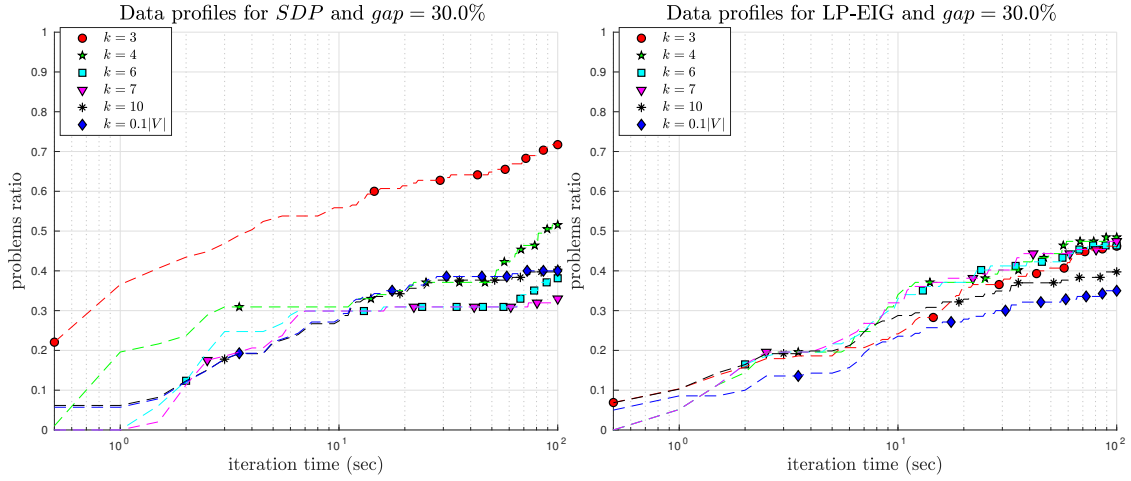 Data profiles for SDP and gap = 30.0%
1
0.9
0.8
0.7
0.6
0.5
0.4
0.3
0.2
0.1
0
problems ratio
k = 3
k = 4
k = 6
k = 7
k = 10
k = 0.1|V|
10^0
10^1
10^2
iteration time (sec)
Data profiles for LP-EIG and gap = 30.0%
1
0.9
0.8
0.7
0.6
0.5
0.4
0.3
0.2
0.1
0
problems ratio
k = 3
k = 4
k = 6
k = 7
k = 10
k = 0.1|V|
10^0
10^1
10^2
iteration time (sec)